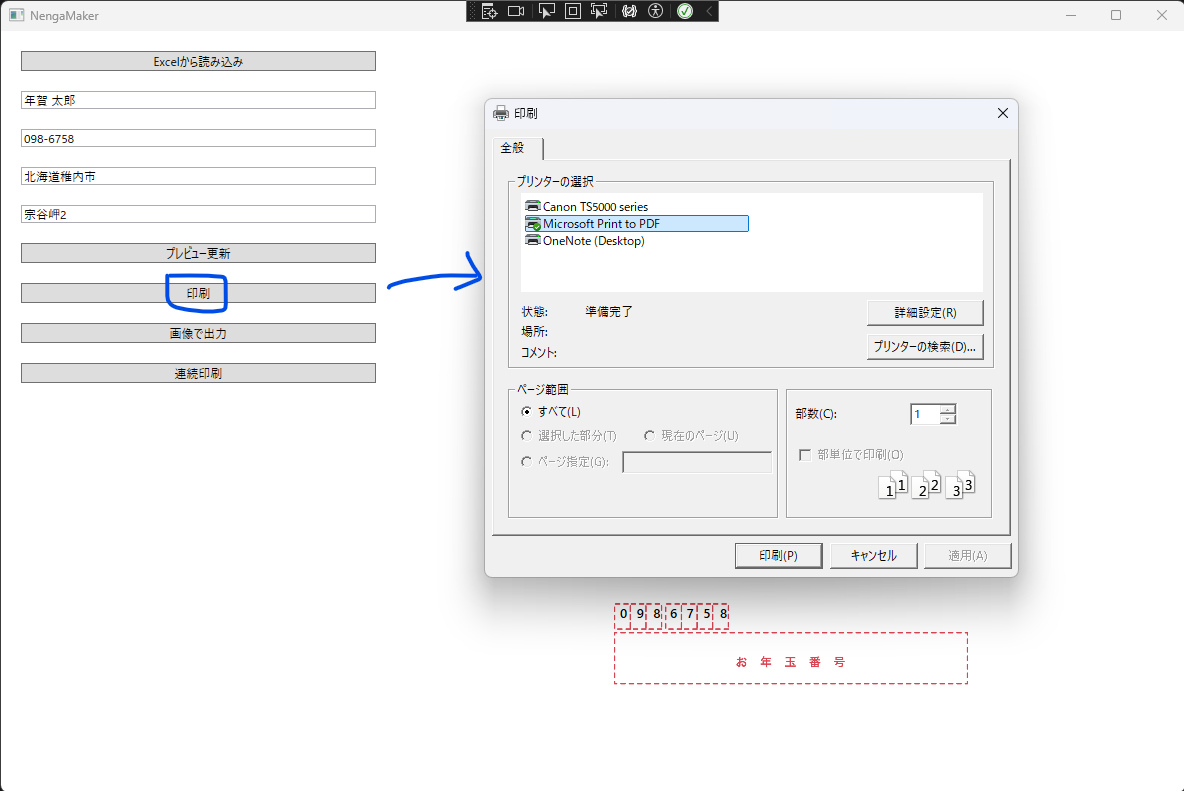 NengaMaker
Excelから読み込み
年賀 太郎
098-6758
北海道稚内市
宗谷岬2
プレビュー更新
印刷
画像で出力
連続印刷
印刷
全般
プリンターの選択
Canon TS5000 series
Microsoft Print to PDF
OneNote (Desktop)
状態: 準備完了
場所:
コメント:
詳細設定(R)
プリンターの検索(D)...
ページ範囲
すべて(L)
選択した部分(T) 現在のページ(U)
ページ指定(G):
部数(C): 1
部単位で印刷(O)
1 1 2 2 3 3
印刷(P) キャンセル 適用(A)
0 9 8 6 7 5 8
お年玉番号